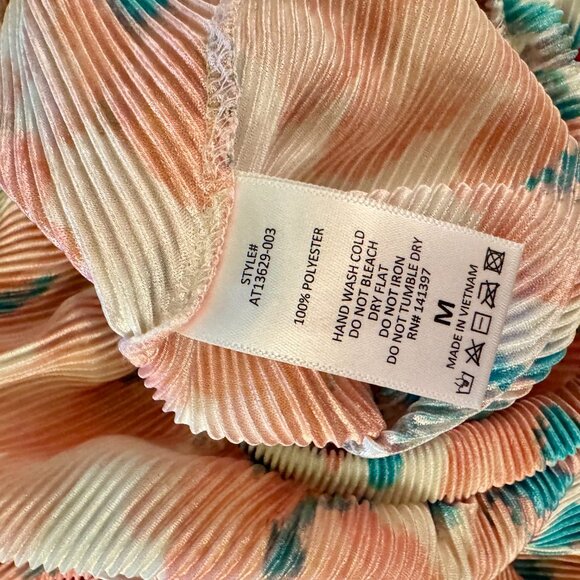 STYLE#
AT13629-003
100% POLYESTER
HAND WASH COLD
DO NOT BLEACH
DRY FLAT
DO NOT IRON
DO NOT TUMBLE DRY
RN# 141397
M
MADE IN VIETNAM